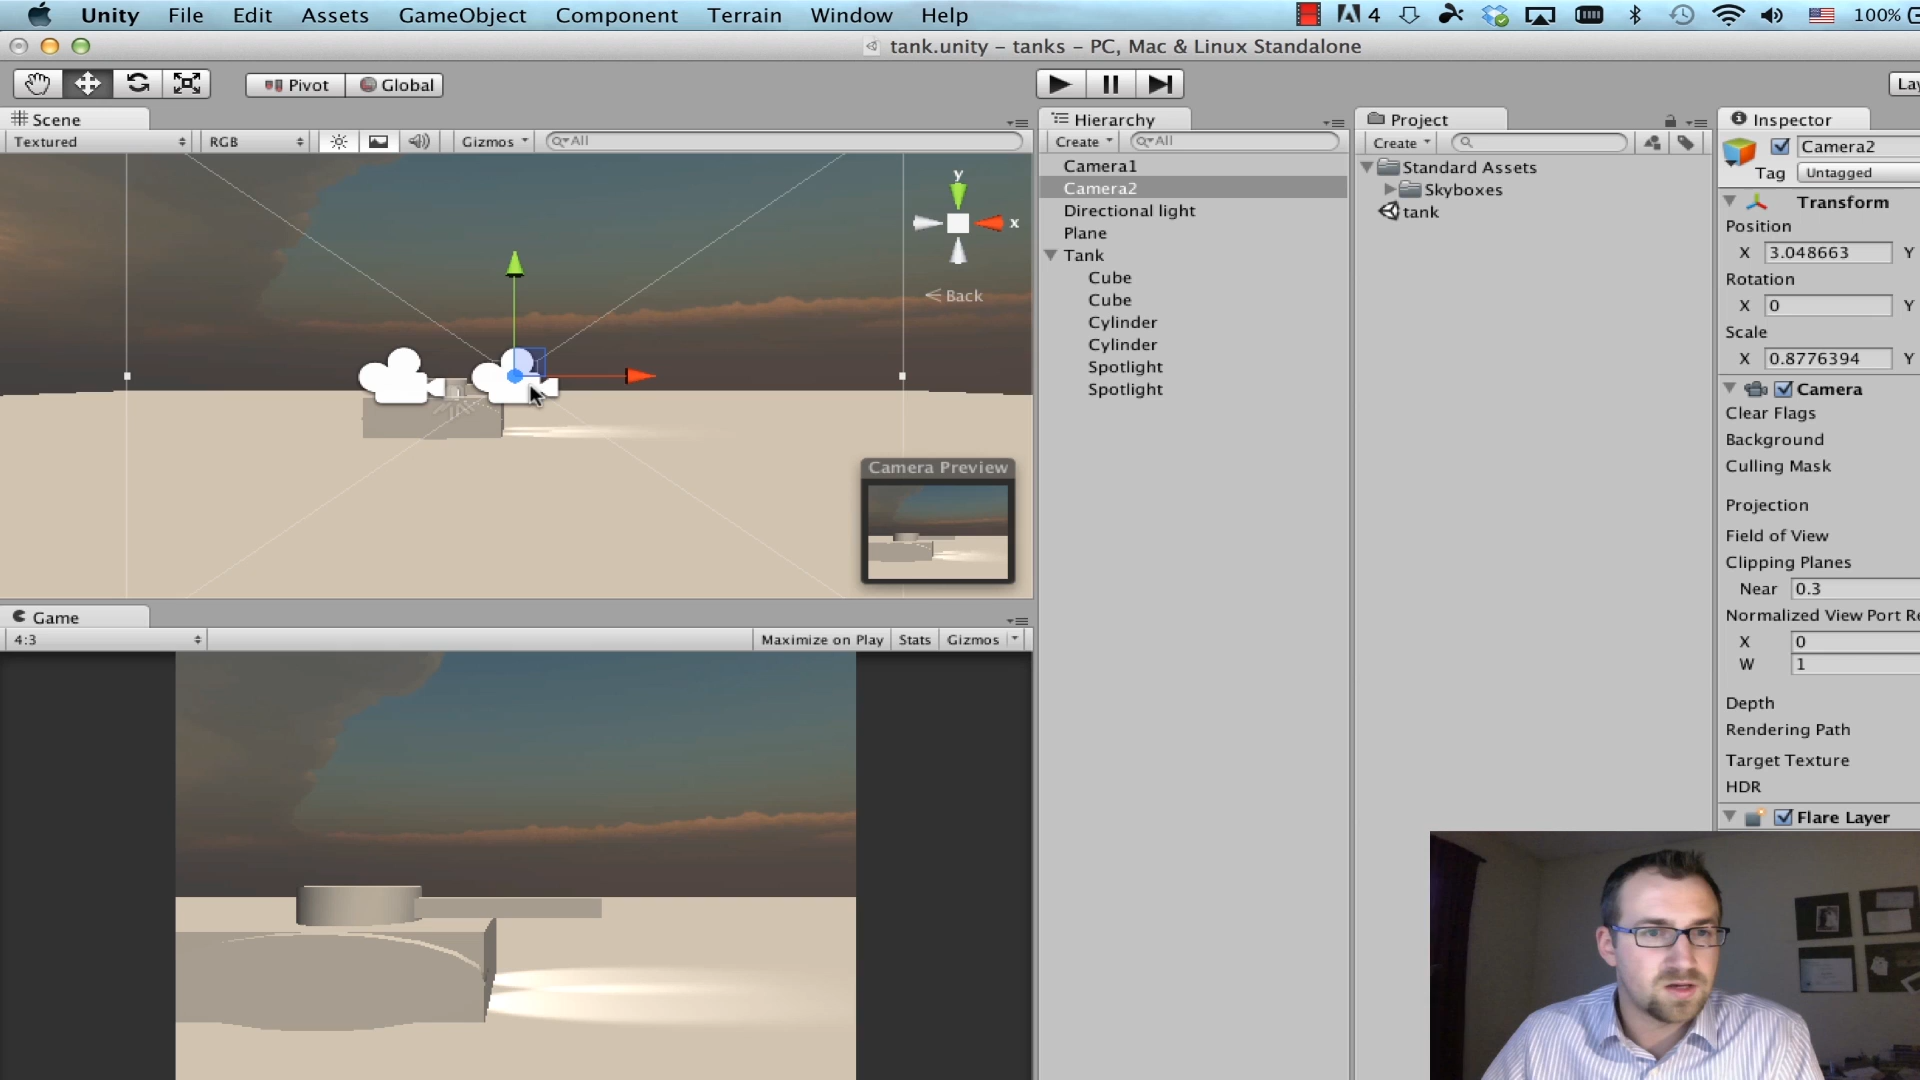 Unity File Edit Assets GameObject Component Terrain Window Help 4 100%
tank.unity – tanks – PC, Mac & Linux Standalone
Pivot Global
Scene
Textured RGB Gizmos All
y
x
Back
Camera Preview
Game
4:3 Maximize on Play Stats Gizmos
Hierarchy
Create All
Camera1
Camera2
Directional light
Plane
Tank
Cube
Cube
Cylinder
Cylinder
Spotlight
Spotlight
Project
Create
Standard Assets
Skyboxes
tank
Lay
Inspector
Camera2
Tag Untagged
Transform
Position
X 3.048663 Y
Rotation
X 0 Y
Scale
X 0.8776394 Y
Camera
Clear Flags
Background
Culling Mask
Projection
Field of View
Clipping Planes
Near 0.3
Normalized View Port Re
X 0
W 1
Depth
Rendering Path
Target Texture
HDR
Flare Layer